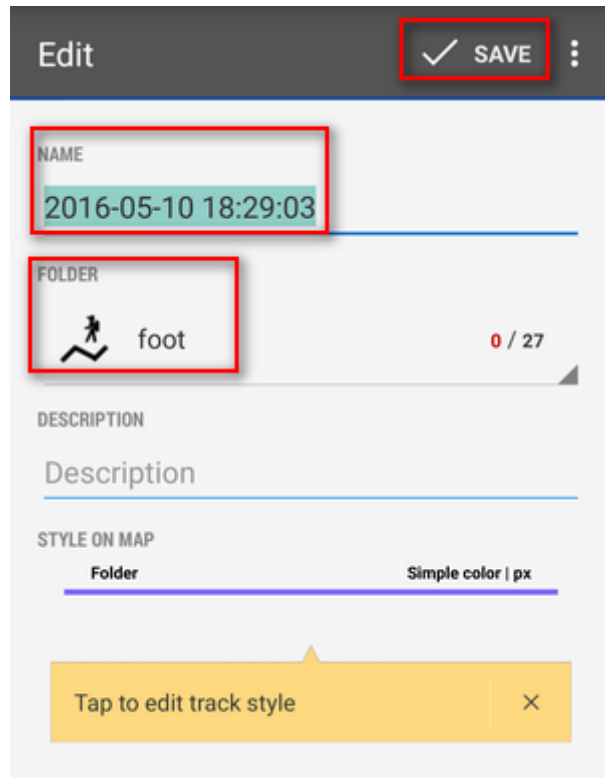 Edit
SAVE
NAME
2016-05-10 18:29:03
FOLDER
foot
0 / 27
DESCRIPTION
Description
STYLE ON MAP
Folder
Simple color | px
Tap to edit track style